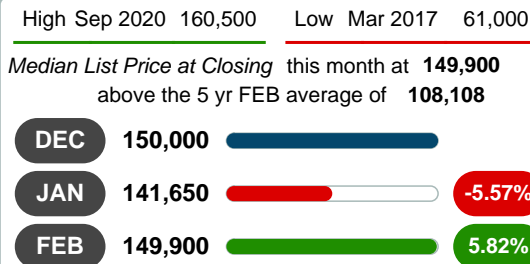 High Sep 2020 160,500 Low Mar 2017 61,000
Median List Price at Closing this month at 149,900
above the 5 yr FEB average of 108,108
DEC 150,000
JAN 141,650 -5.57%
FEB 149,900 5.82%